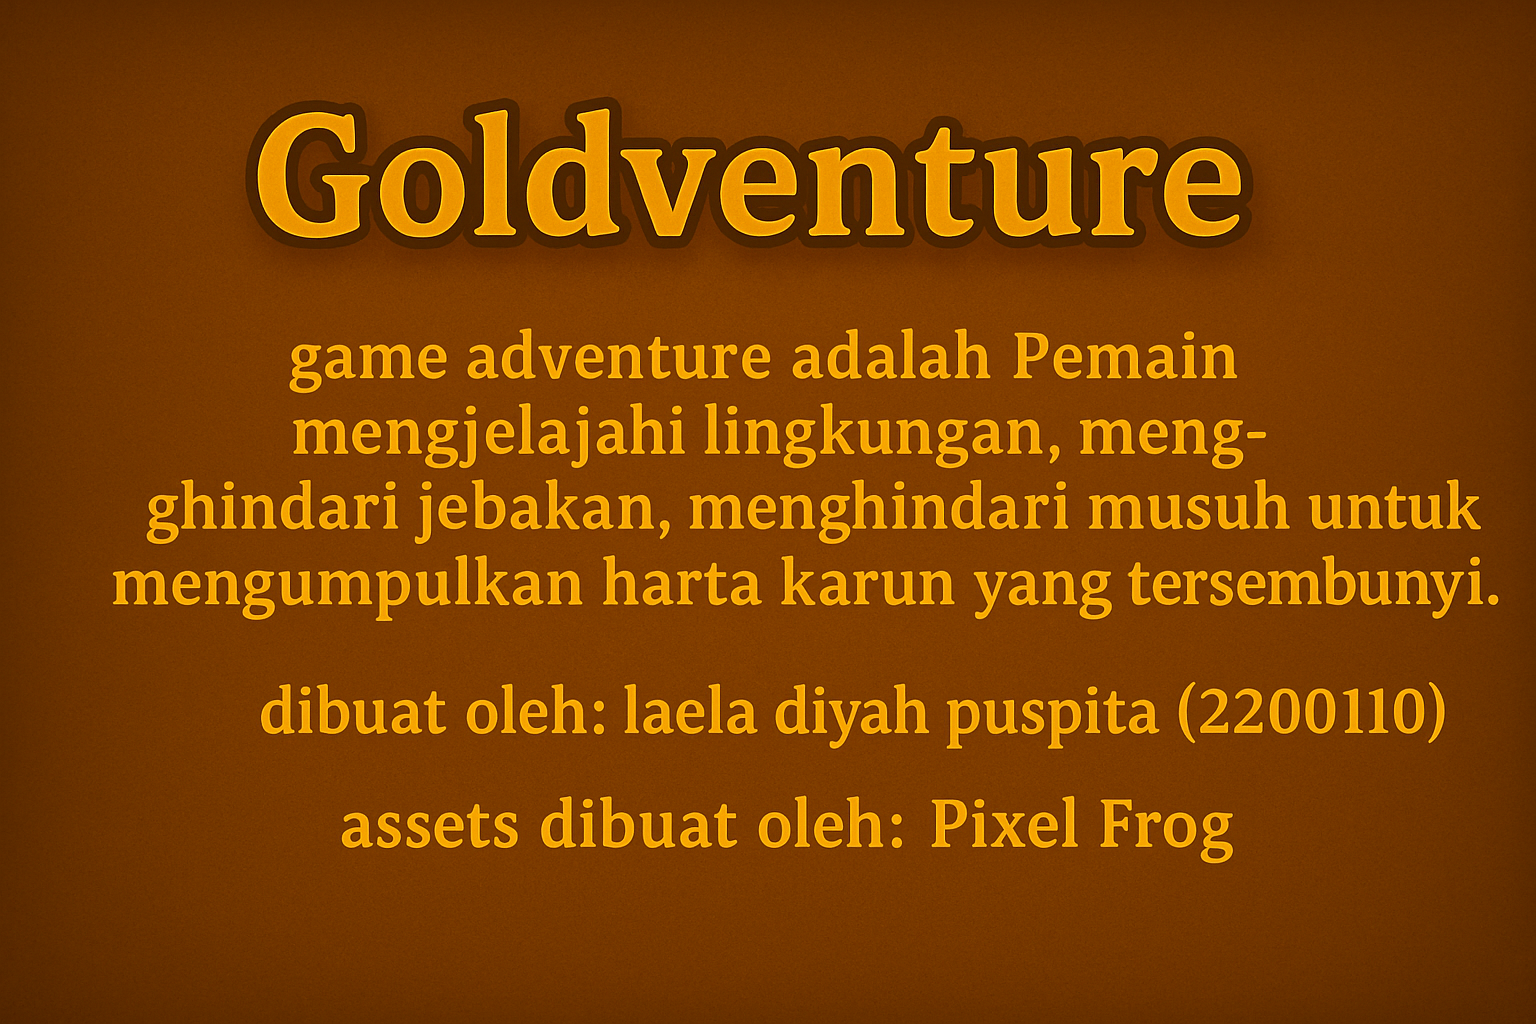 Goldventure
game adventure adalah Pemain
mengjelajahi lingkungan, meng-
ghindari jebakan, menghindari musuh untuk
mengumpulkan harta karun yang tersembunyi.
dibuat oleh: laela diyah puspita (2200110)
assets dibuat oleh: Pixel Frog